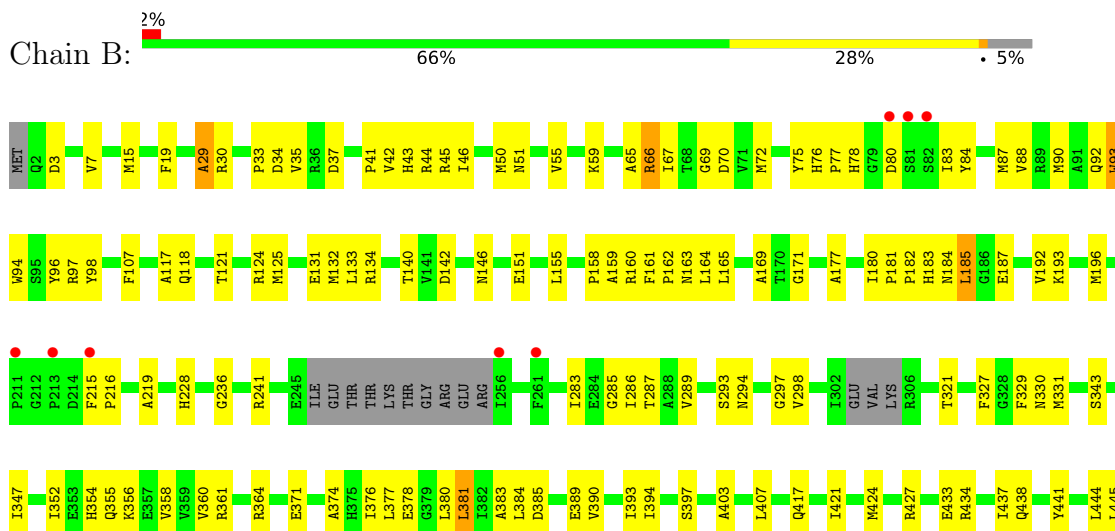 2%
Chain B:
66% 28% • 5%
MET Q2 D3 V7 M15 F19 A29 R30 P33 D34 V35 R36 D37 P41 V42 H43 R44 R45 I46 M50 N51 V55 K59 A65 R66 I67 T68 G69 D70 V71 M72 Y75 H76 P77 H78 G79 D80 S81 S82 I83 Y84 M87 V88 R89 M90 A91 Q92 W93
W94 S95 Y96 R97 Y98 F107 A117 Q118 T121 R124 M125 E131 M132 L133 R134 T140 V141 D142 N146 E151 L155 P158 A159 R160 F161 P162 N163 L164 L165 A169 T170 G171 A177 I180 P181 P182 H183 N184 L185 G186 E187 V192 K193 M196
P211 G212 P213 D214 F215 P216 A219 H228 G236 R241 E245 ILE GLU THR THR LYS THR GLY ARG GLU ARG I256 F261 I283 E284 G285 I286 T287 A288 V289 S293 N294 G297 V298 I302 GLU VAL LYS R306 T321 F327 G328 F329 N330 M331 S343
I347 I352 E353 H354 Q355 K356 E357 V358 V359 V360 R361 R364 E371 A374 H375 I376 L377 E378 G379 L380 L381 I382 A383 L384 D385 E389 V390 I393 I394 S397 A403 L407 Q417 I421 M424 R427 E433 R434 I437 Q438 Y441 L444